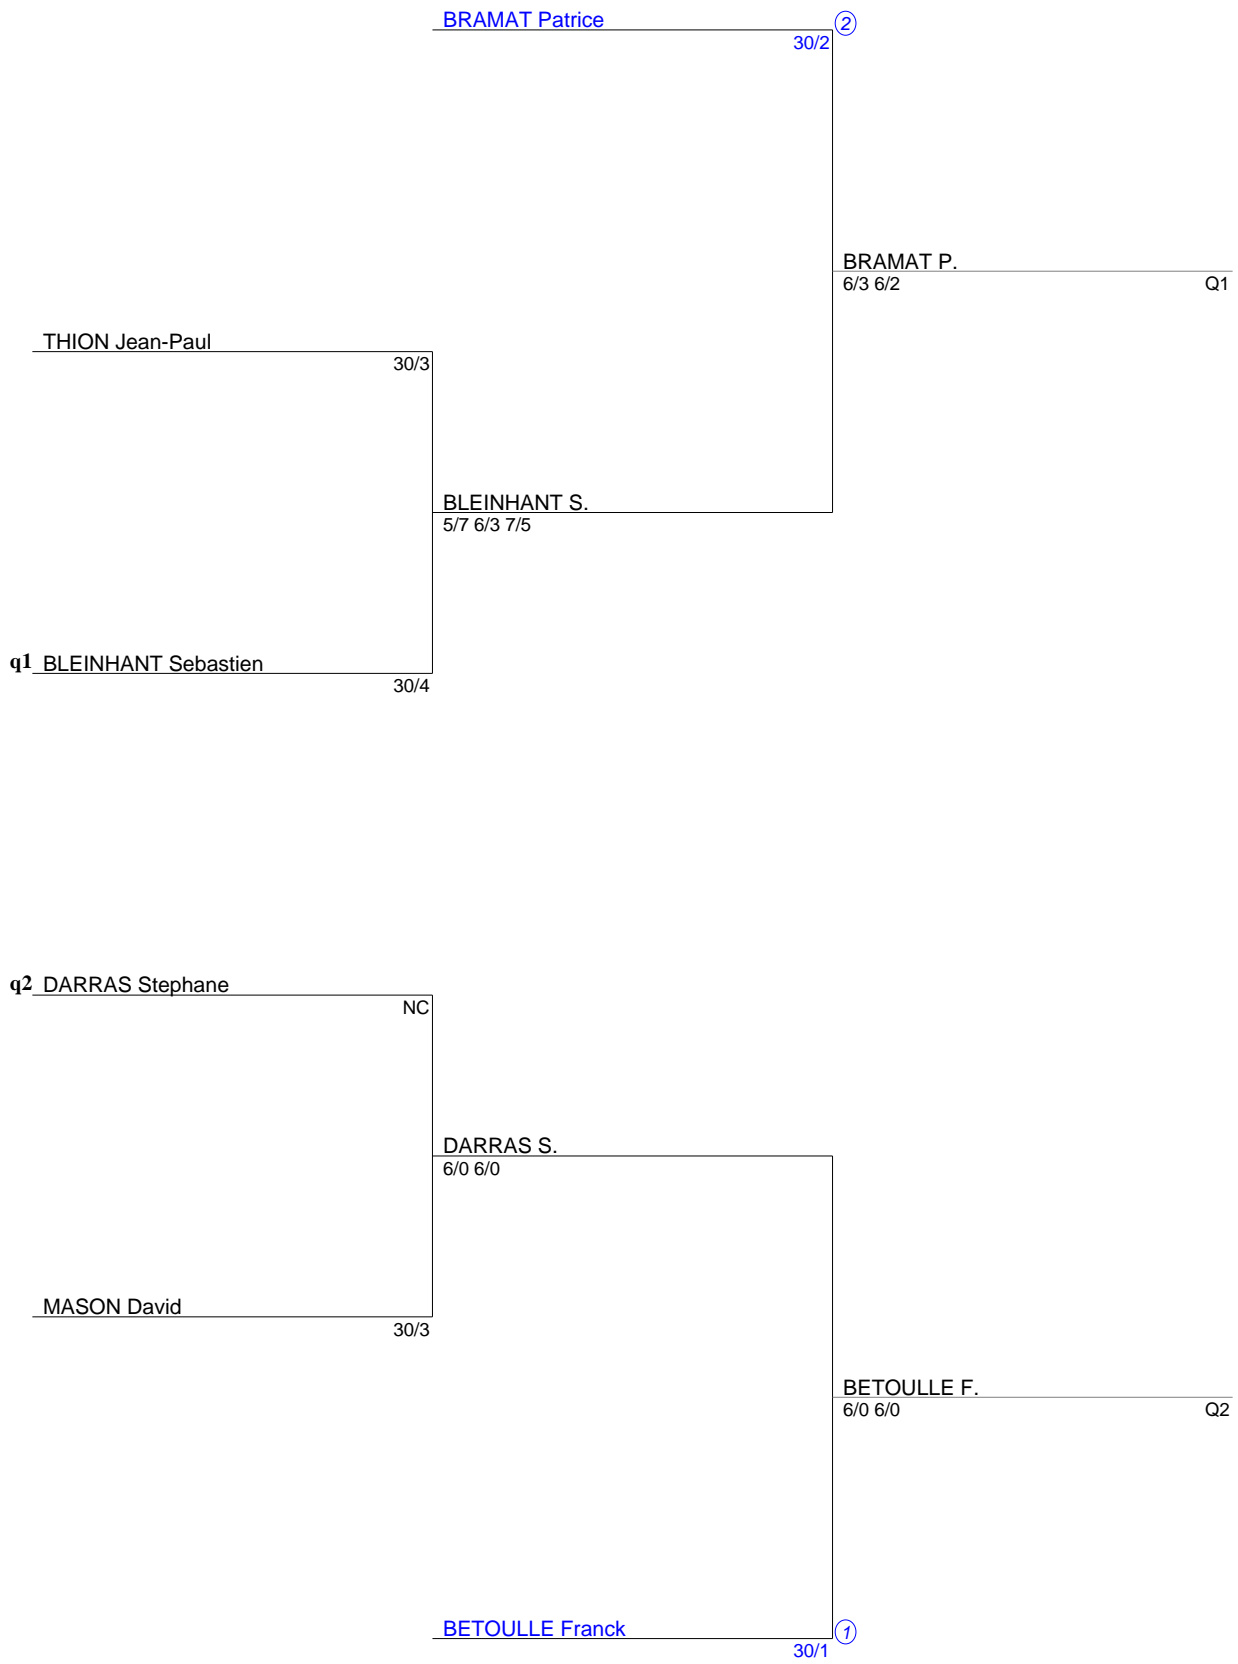 BRAMAT Patrice
2
30/2
BRAMAT P.
6/3 6/2
Q1
THION Jean-Paul
30/3
BLEINHANT S.
5/7 6/3 7/5
q1 BLEINHANT Sebastien
30/4
q2 DARRAS Stephane
NC
DARRAS S.
6/0 6/0
MASON David
30/3
BETOULLE F.
6/0 6/0
Q2
BETOULLE Franck
1
30/1